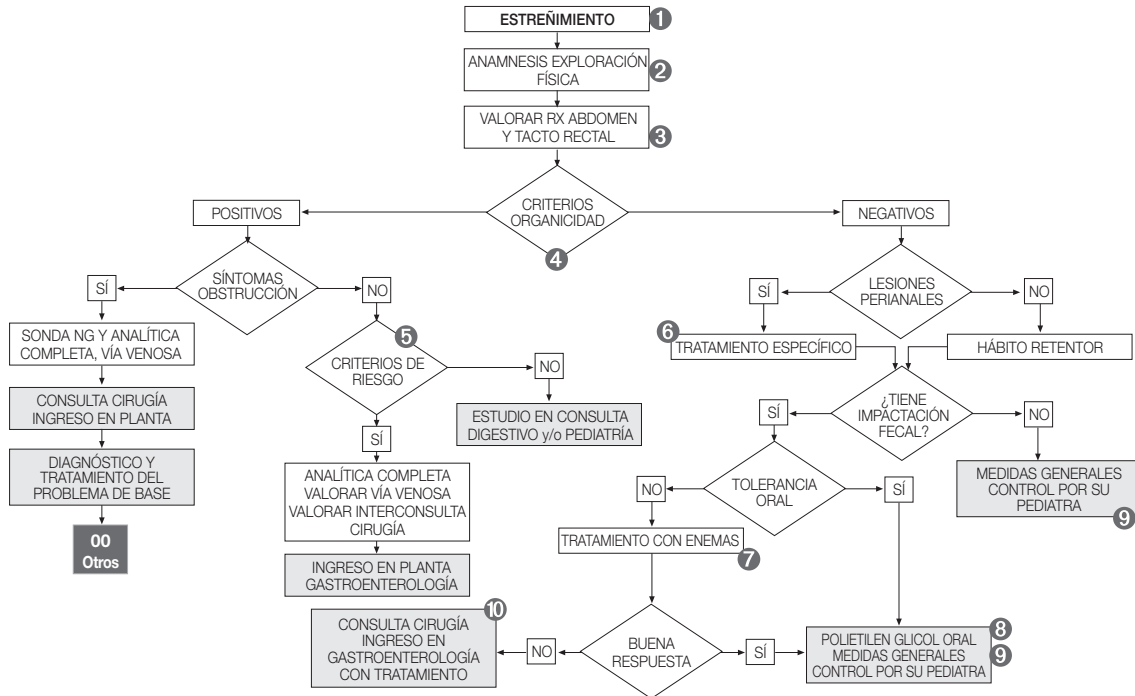 ESTREÑIMIENTO
1
ANAMNESIS EXPLORACIÓN
FÍSICA
2
VALORAR RX ABDOMEN
Y TACTO RECTAL
3
CRITERIOS
ORGANICIDAD
4
POSITIVOS
NEGATIVOS
SÍNTOMAS
OBSTRUCCIÓN
SÍ
NO
SONDA NG Y ANALÍTICA
COMPLETA, VÍA VENOSA
CONSULTA CIRUGÍA
INGRESO EN PLANTA
DIAGNÓSTICO Y
TRATAMIENTO DEL
PROBLEMA DE BASE
00
Otros
5
CRITERIOS DE
RIESGO
NO
ESTUDIO EN CONSULTA
DIGESTIVO y/o PEDIATRÍA
SÍ
ANALÍTICA COMPLETA
VALORAR VÍA VENOSA
VALORAR INTERCONSULTA
CIRUGÍA
INGRESO EN PLANTA
GASTROENTEROLOGÍA
LESIONES
PERIANALES
SÍ
NO
6
TRATAMIENTO ESPECÍFICO
HÁBITO RETENTOR
¿TIENE
IMPACTACIÓN
FECAL?
SÍ
NO
MEDIDAS GENERALES
CONTROL POR SU
PEDIATRA
9
TOLERANCIA
ORAL
NO
SÍ
TRATAMIENTO CON ENEMAS
7
BUENA
RESPUESTA
NO
SÍ
10
CONSULTA CIRUGÍA
INGRESO EN
GASTROENTEROLOGÍA
CON TRATAMIENTO
POLIETILEN GLICOL ORAL
MEDIDAS GENERALES
CONTROL POR SU PEDIATRA
8
9